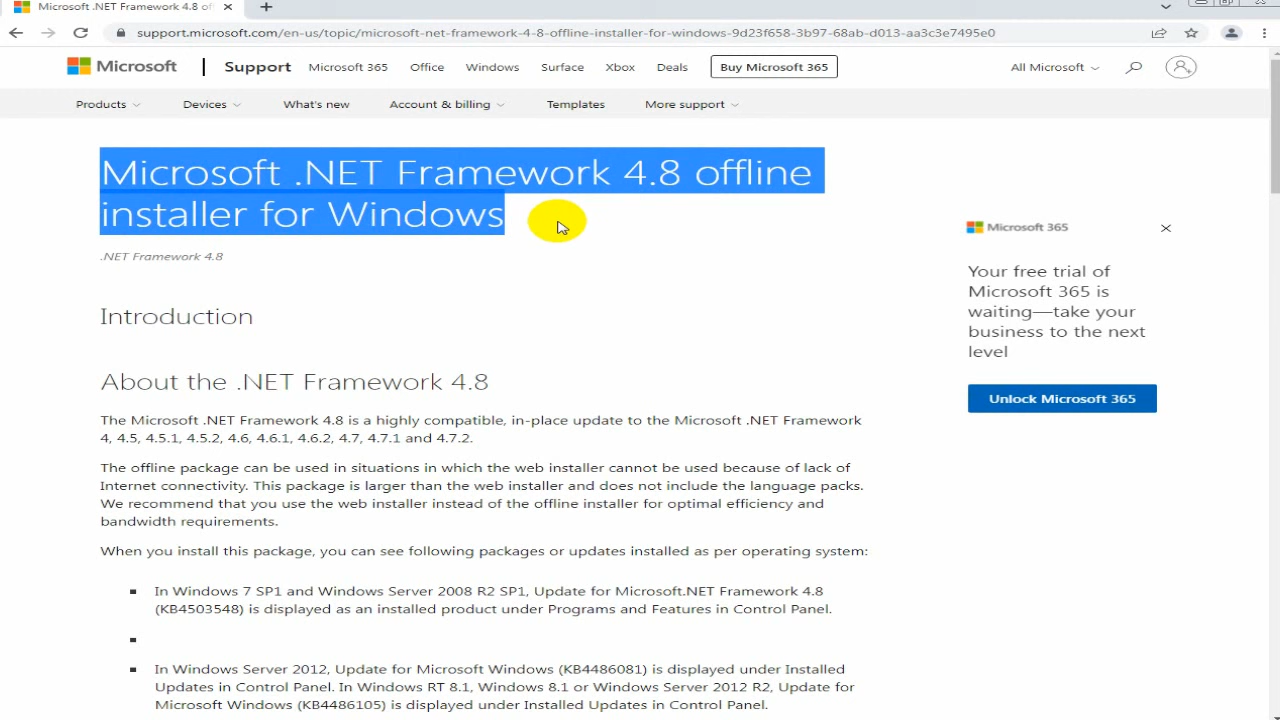 Microsoft .NET Framework 4.8 of
support.microsoft.com/en-us/topic/microsoft-net-framework-4-8-offline-installer-for-windows-9d23f658-3b97-68ab-d013-aa3c3e7495e0
Microsoft Support Microsoft 365 Office Windows Surface Xbox Deals Buy Microsoft 365 All Microsoft
Products Devices What's new Account & billing Templates More support
Microsoft .NET Framework 4.8 offline
installer for Windows
.NET Framework 4.8
Microsoft 365
Your free trial of
Microsoft 365 is
waiting—take your
business to the next
level
Unlock Microsoft 365
Introduction
About the .NET Framework 4.8
The Microsoft .NET Framework 4.8 is a highly compatible, in-place update to the Microsoft .NET Framework
4, 4.5, 4.5.1, 4.5.2, 4.6, 4.6.1, 4.6.2, 4.7, 4.7.1 and 4.7.2.
The offline package can be used in situations in which the web installer cannot be used because of lack of
Internet connectivity. This package is larger than the web installer and does not include the language packs.
We recommend that you use the web installer instead of the offline installer for optimal efficiency and
bandwidth requirements.
When you install this package, you can see following packages or updates installed as per operating system:
In Windows 7 SP1 and Windows Server 2008 R2 SP1, Update for Microsoft.NET Framework 4.8
(KB4503548) is displayed as an installed product under Programs and Features in Control Panel.
In Windows Server 2012, Update for Microsoft Windows (KB4486081) is displayed under Installed
Updates in Control Panel. In Windows RT 8.1, Windows 8.1 or Windows Server 2012 R2, Update for
Microsoft Windows (KB4486105) is displayed under Installed Updates in Control Panel.